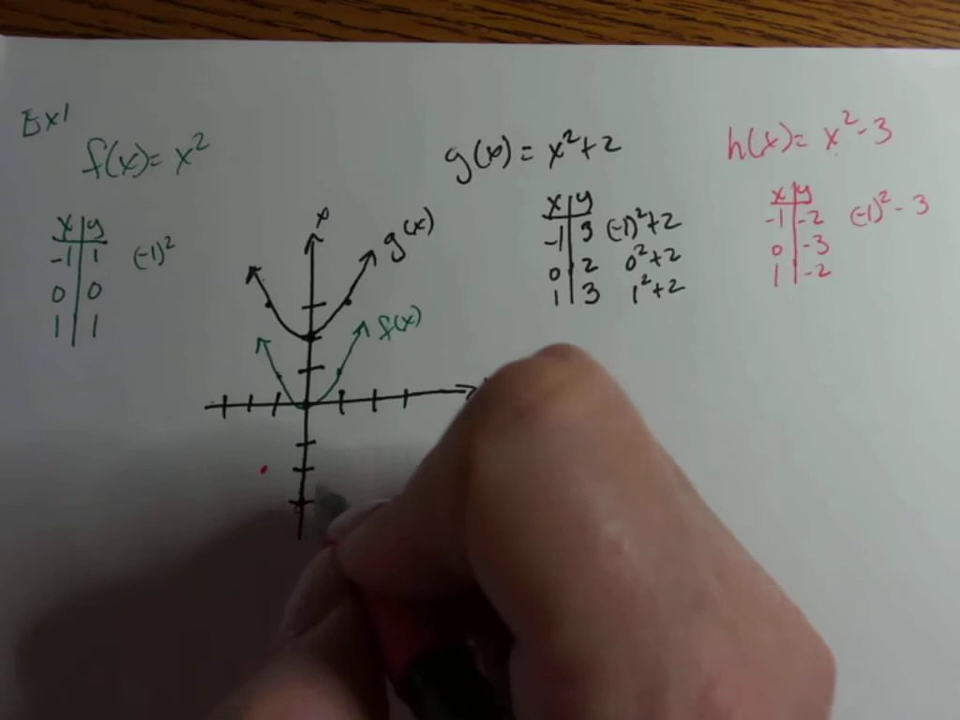 Ex1
f(x) = x²
x y
-1 1 (-1)²
0 0
1 1
g(x)
f(x)
g(x) = x²+2
x y
-1 3 (-1)²+2
0 2 0²+2
1 3 1²+2
h(x) = x²-3
x y
-1 -2 (-1)²-3
0 -3
1 -2